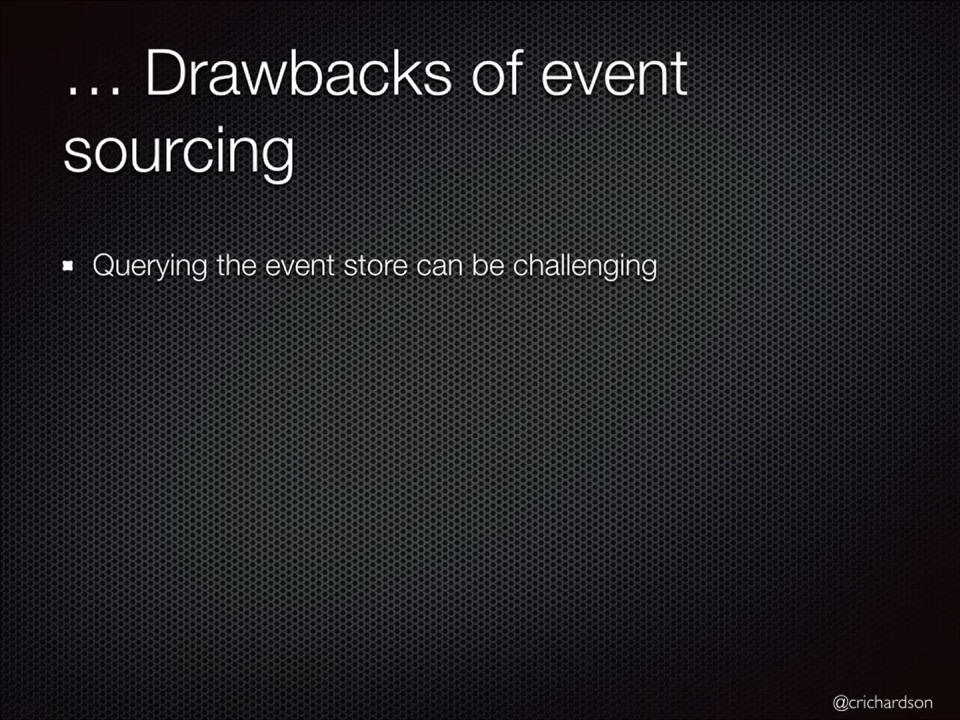 … Drawbacks of event
sourcing
Querying the event store can be challenging
@crichardson